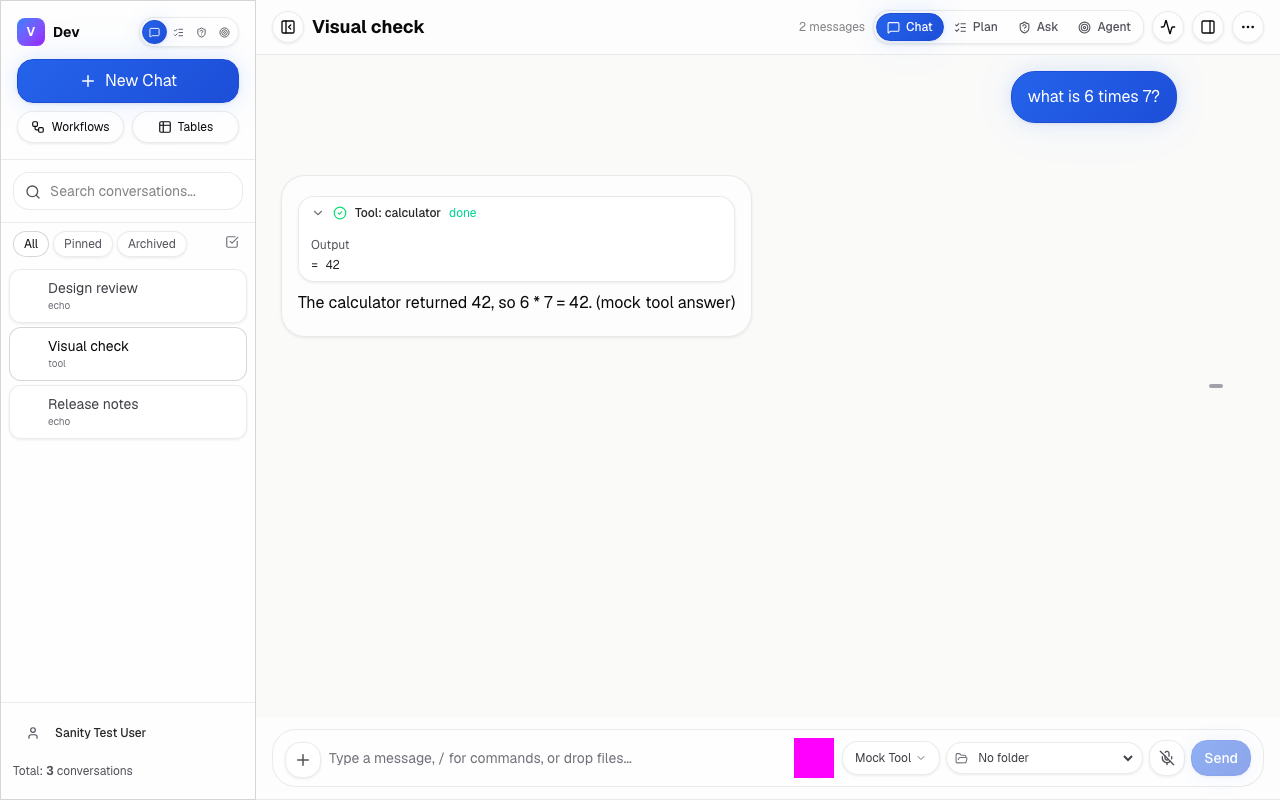 V Dev
New Chat
Workflows Tables
Search conversations...
All Pinned Archived
Design review
echo
Visual check
tool
Release notes
echo
Sanity Test User
Total: 3 conversations
Visual check 2 messages Chat Plan Ask Agent
what is 6 times 7?
Tool: calculator done
Output
= 42
The calculator returned 42, so 6 * 7 = 42. (mock tool answer)
Type a message, / for commands, or drop files... Mock Tool No folder Send